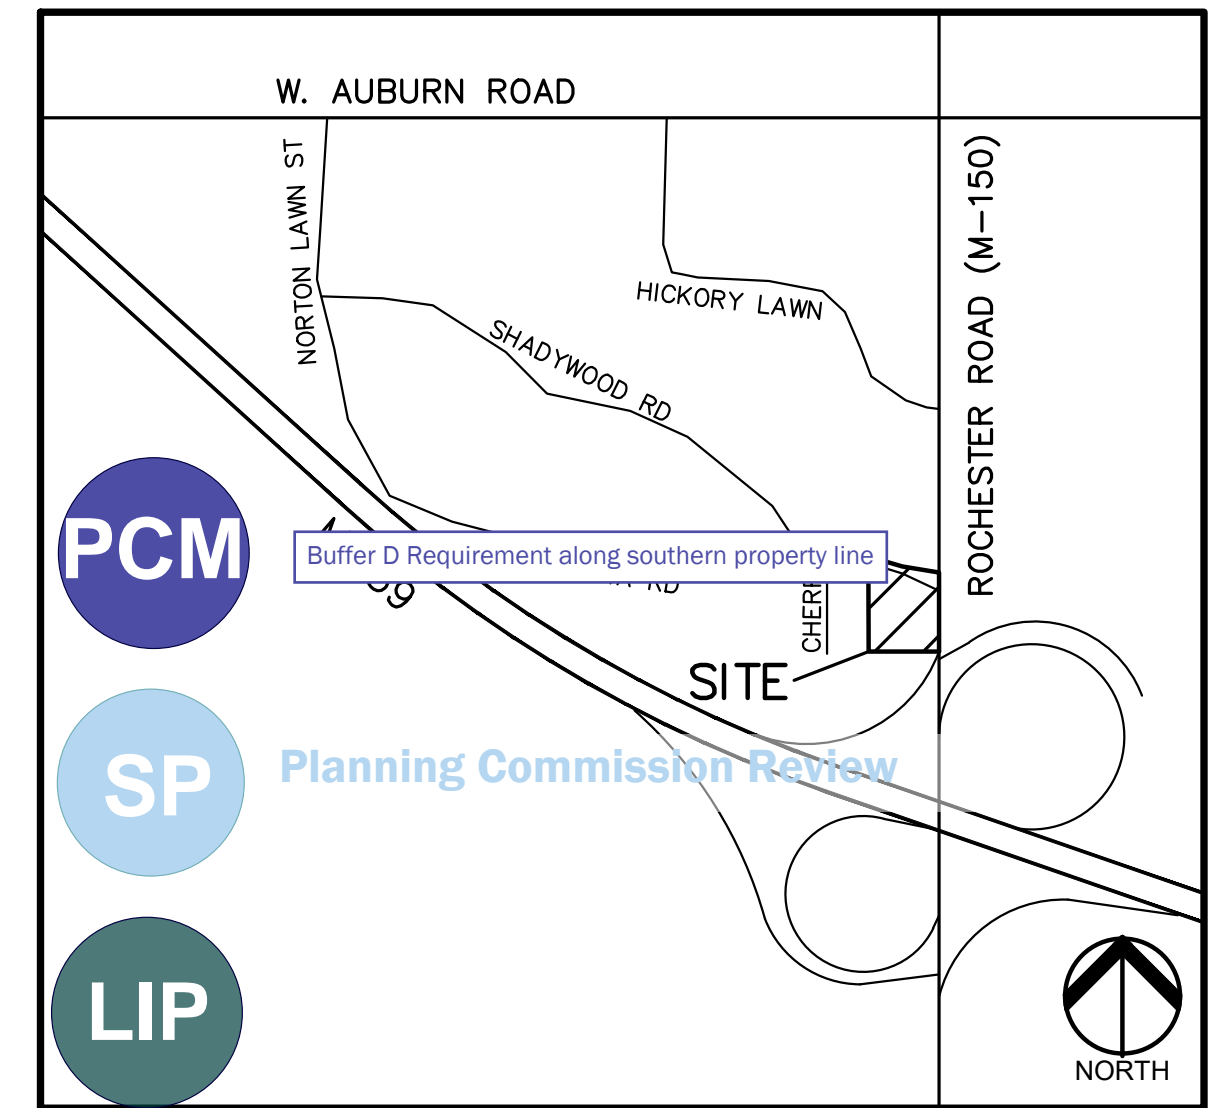 W. AUBURN ROAD
NORTON LAWN ST
HICKORY LAWN
SHADYWOOD RD
ROCHESTER ROAD (M-150)
PCM
Buffer D Requirement along southern property line
RD
SITE
SP
Planning Commission Review
LIP
NORTH